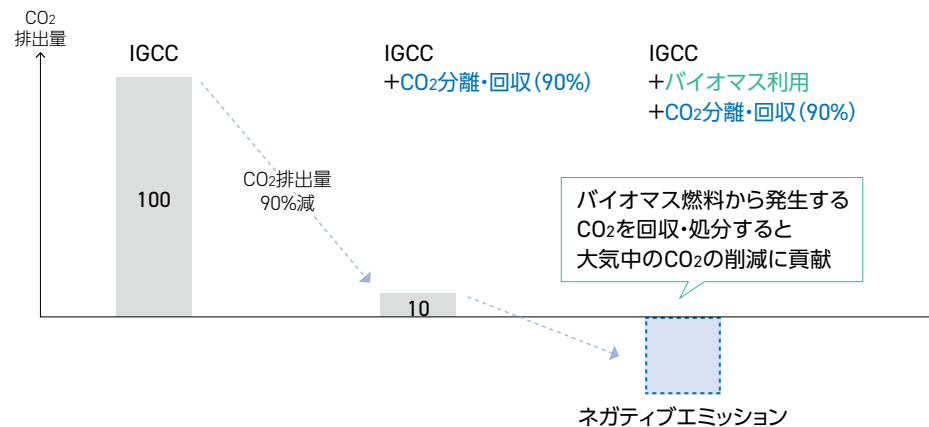 CO2
排出量
IGCC
100
CO2排出量
90%減
IGCC
+CO2分離・回収(90%)
10
IGCC
+バイオマス利用
+CO2分離・回収(90%)
バイオマス燃料から発生する
CO2を回収・処分すると
大気中のCO2の削減に貢献
ネガティブエミッション